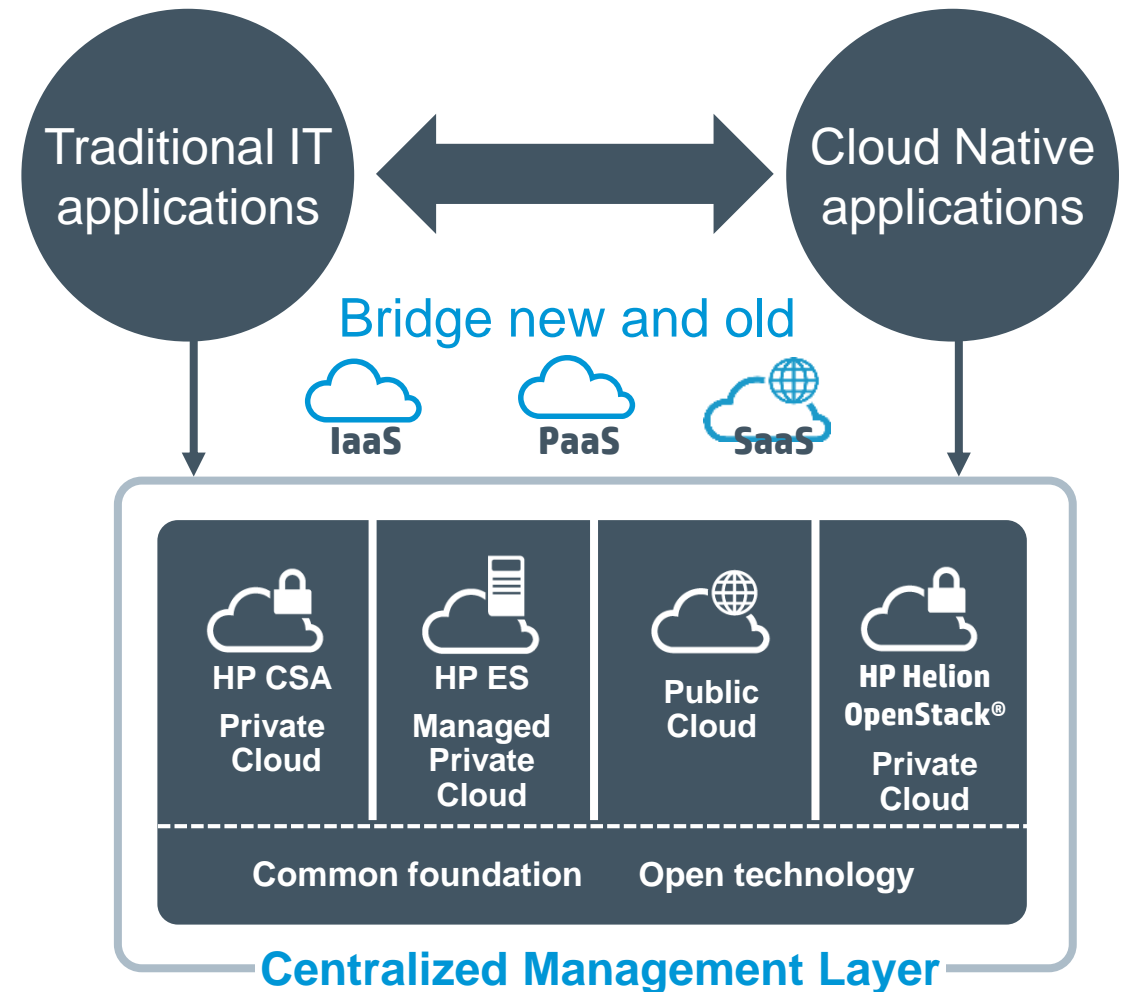 Traditional IT
applications
Cloud Native
applications
Bridge new and old
IaaS
PaaS
SaaS
HP CSA
Private
Cloud
HP ES
Managed
Private
Cloud
Public
Cloud
HP Helion
OpenStack®
Private
Cloud
Common foundation
Open technology
Centralized Management Layer